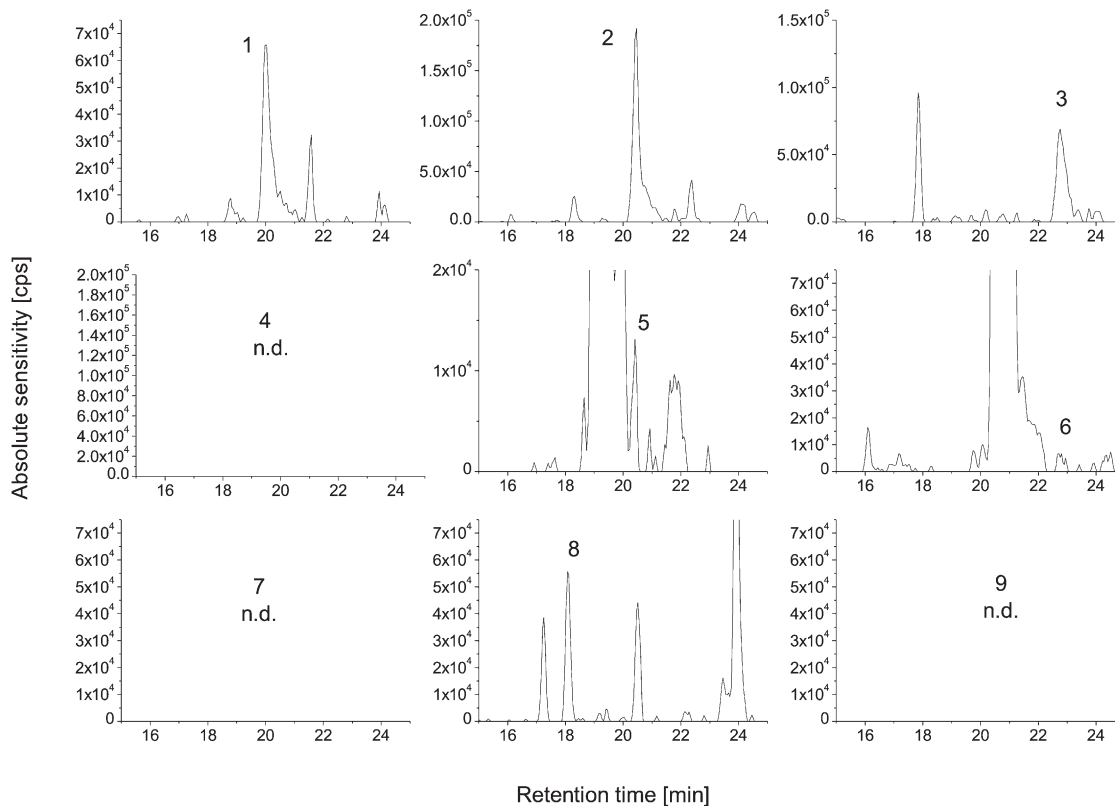 Absolute sensitivity [cps]
7x10⁴
6x10⁴
5x10⁴
4x10⁴
3x10⁴
2x10⁴
1x10⁴
0
1
16 18 20 22 24
2.0x10⁵
1.5x10⁵
1.0x10⁵
5.0x10⁴
0.0
2
16 18 20 22 24
1.5x10⁵
1.0x10⁵
5.0x10⁴
0.0
3
16 18 20 22 24
2.0x10⁵
1.8x10⁵
1.6x10⁵
1.4x10⁵
1.2x10⁵
1.0x10⁵
8.0x10⁴
6.0x10⁴
4.0x10⁴
2.0x10⁴
0.0
4
n.d.
16 18 20 22 24
2x10⁴
1x10⁴
0
5
16 18 20 22 24
7x10⁴
6x10⁴
5x10⁴
4x10⁴
3x10⁴
2x10⁴
1x10⁴
0
6
16 18 20 22 24
7x10⁴
6x10⁴
5x10⁴
4x10⁴
3x10⁴
2x10⁴
1x10⁴
0
7
n.d.
16 18 20 22 24
7x10⁴
6x10⁴
5x10⁴
4x10⁴
3x10⁴
2x10⁴
1x10⁴
0
8
16 18 20 22 24
7x10⁴
6x10⁴
5x10⁴
4x10⁴
3x10⁴
2x10⁴
1x10⁴
0
9
n.d.
16 18 20 22 24
Retention time [min]